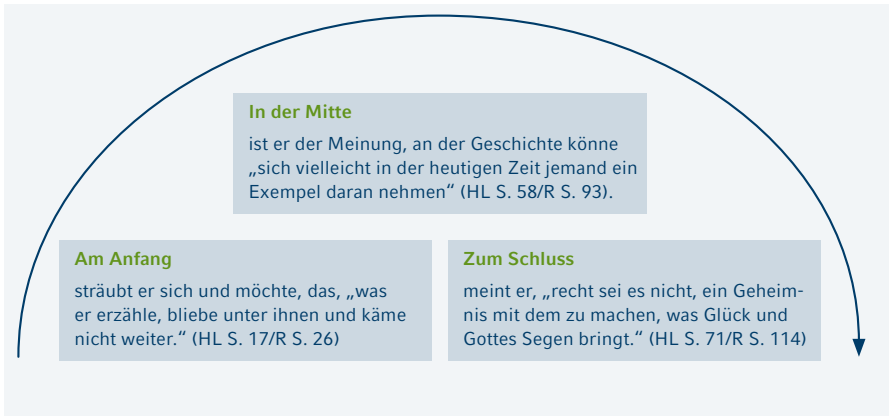 In der Mitte
ist er der Meinung, an der Geschichte könne
„sich vielleicht in der heutigen Zeit jemand ein
Exempel daran nehmen“ (HL S. 58/R S. 93).
Am Anfang
sträubt er sich und möchte, das, „was
er erzähle, bliebe unter ihnen und käme
nicht weiter.“ (HL S. 17/R S. 26)
Zum Schluss
meint er, „recht sei es nicht, ein Geheim-
nis mit dem zu machen, was Glück und
Gottes Segen bringt.“ (HL S. 71/R S. 114)